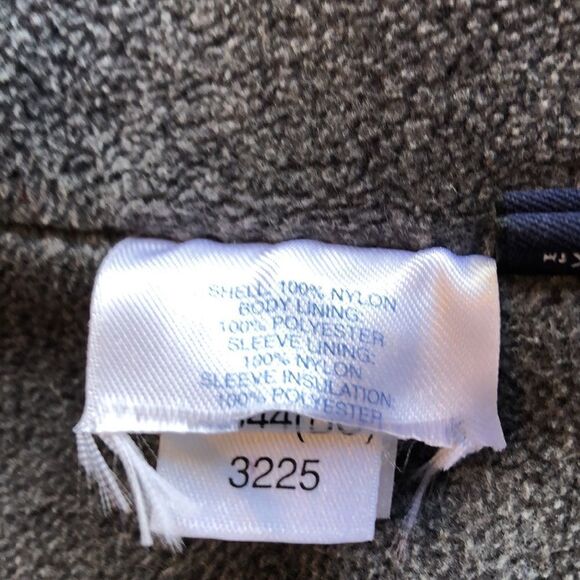 SHELL: 100% NYLON
BODY LINING:
100% POLYESTER
SLEEVE LINING:
100% NYLON
SLEEVE INSULATION:
100% POLYESTER
3225